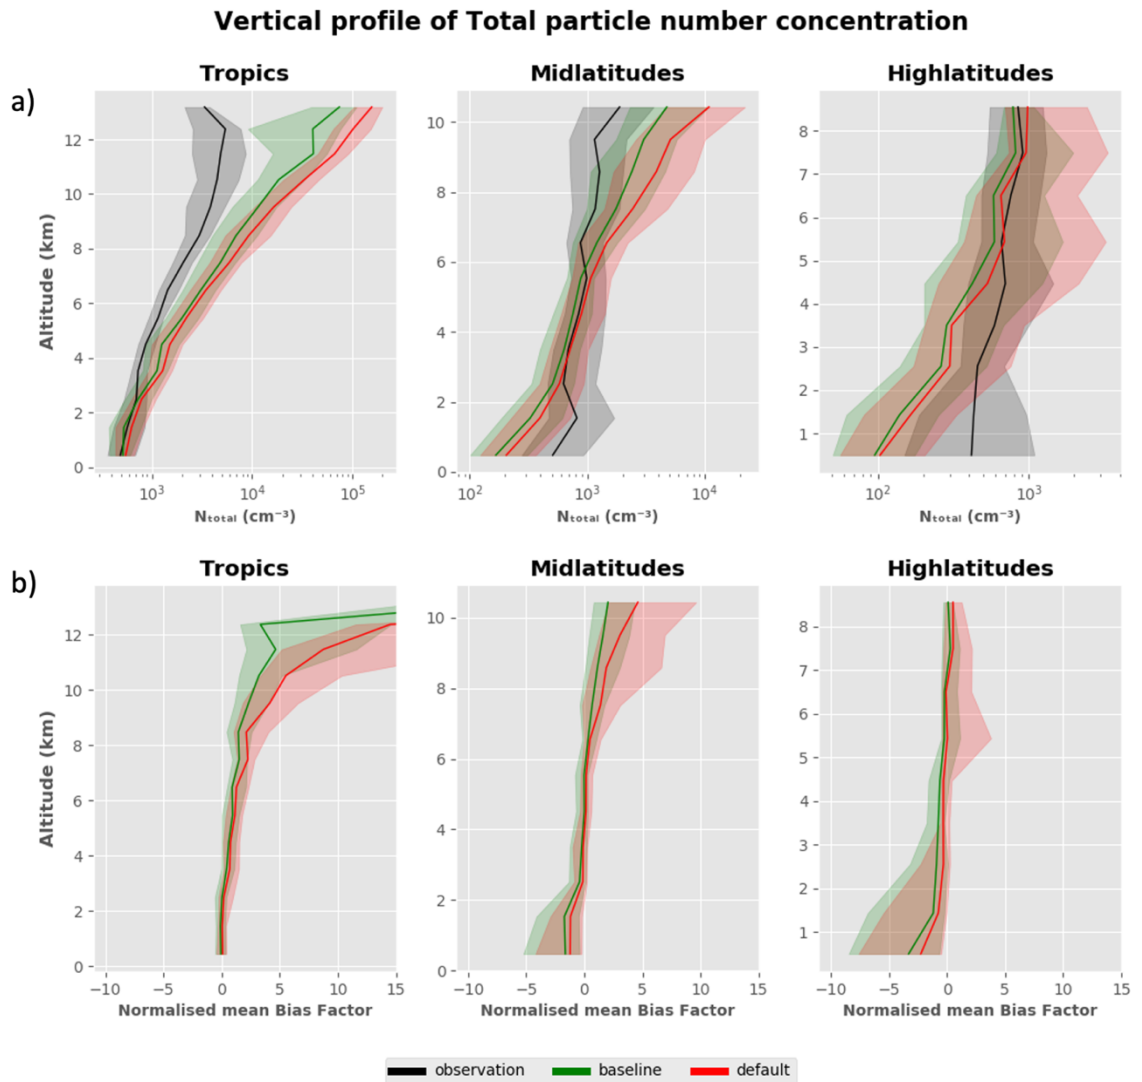 Vertical profile of Total particle number concentration
a)
Tropics
Midlatitudes
Highlatitudes
Altitude (km)
12
10
8
6
4
2
0
10
8
6
4
2
0
8
7
6
5
4
3
2
1
10³
10⁴
10⁵
10²
10³
10⁴
10²
10³
Nₜₒₜₐₗ (cm⁻³)
Nₜₒₜₐₗ (cm⁻³)
Nₜₒₜₐₗ (cm⁻³)
b)
Tropics
Midlatitudes
Highlatitudes
Altitude (km)
12
10
8
6
4
2
0
10
8
6
4
2
0
8
7
6
5
4
3
2
1
−10 −5 0 5 10 15
−10 −5 0 5 10 15
−10 −5 0 5 10 15
Normalised mean Bias Factor
Normalised mean Bias Factor
Normalised mean Bias Factor
observation baseline default